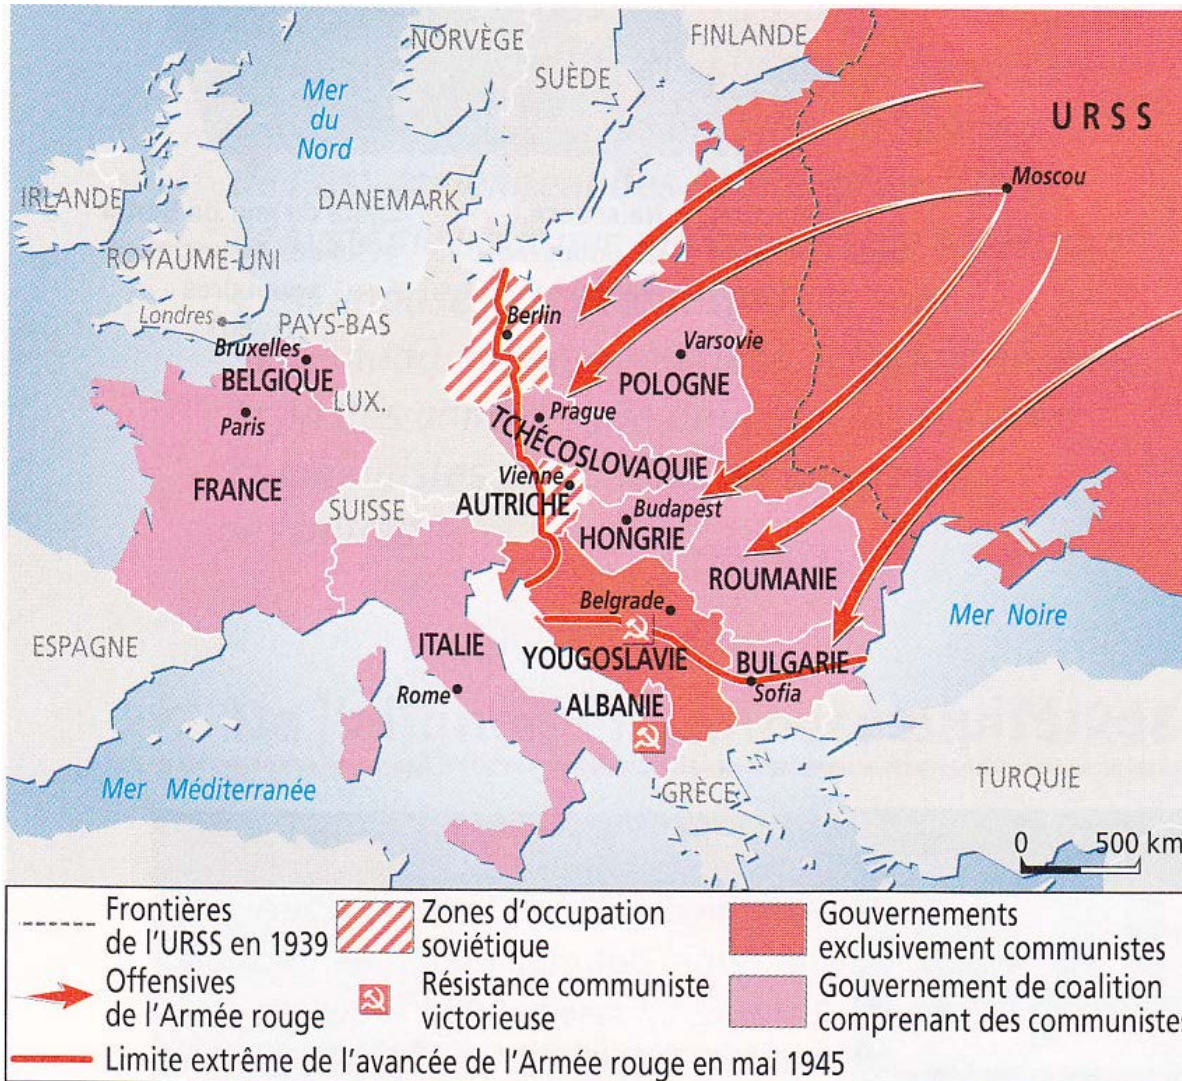 NORVÈGE
FINLANDE
SUÈDE
Mer
du
Nord
URSS
Moscou
IRLANDE
DANEMARK
ROYAUME-UNI
Londres
PAYS-BAS
Berlin
Bruxelles
BELGIQUE
Varsovie
POLOGNE
LUX.
Paris
Prague
TCHÉCOSLOVAQUIE
FRANCE
Vienne
AUTRICHE
SUISSE
Budapest
HONGRIE
ROUMANIE
Belgrade
Mer Noire
ESPAGNE
ITALIE
YOUGOSLAVIE
BULGARIE
Sofia
Rome
ALBANIE
Mer Méditerranée
GRÈCE
TURQUIE
0 500 km
Frontières
de l'URSS en 1939
Zones d'occupation
soviétique
Gouvernements
exclusivement communistes
Offensives
de l'Armée rouge
Résistance communiste
victorieuse
Gouvernement de coalition
comprenant des communistes
Limite extrême de l'avancée de l'Armée rouge en mai 1945